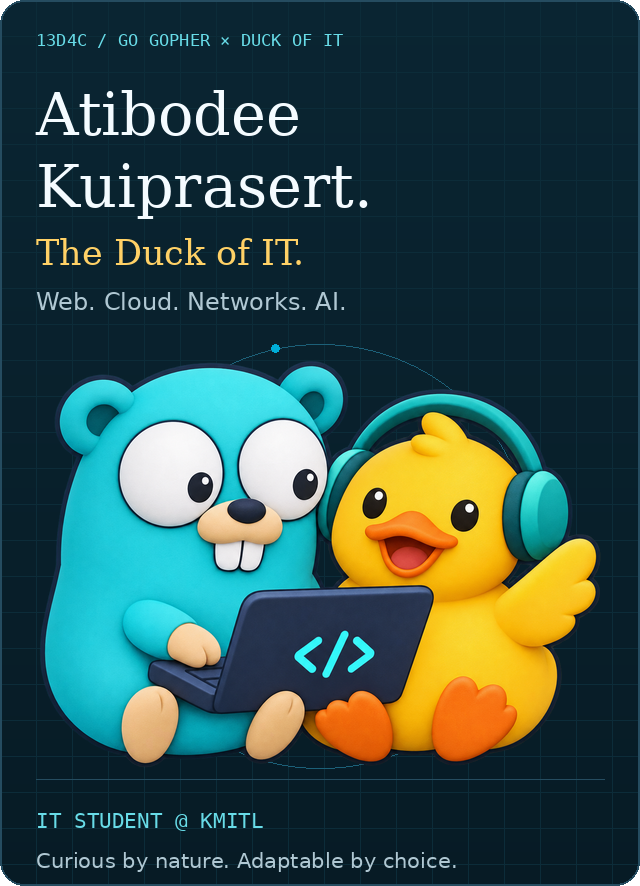 13D4C / GO GOPHER × DUCK OF IT
Atibodee
Kuiprasert.
The Duck of IT.
Web. Cloud. Networks. AI.
</>
IT STUDENT @ KMITL
Curious by nature. Adaptable by choice.